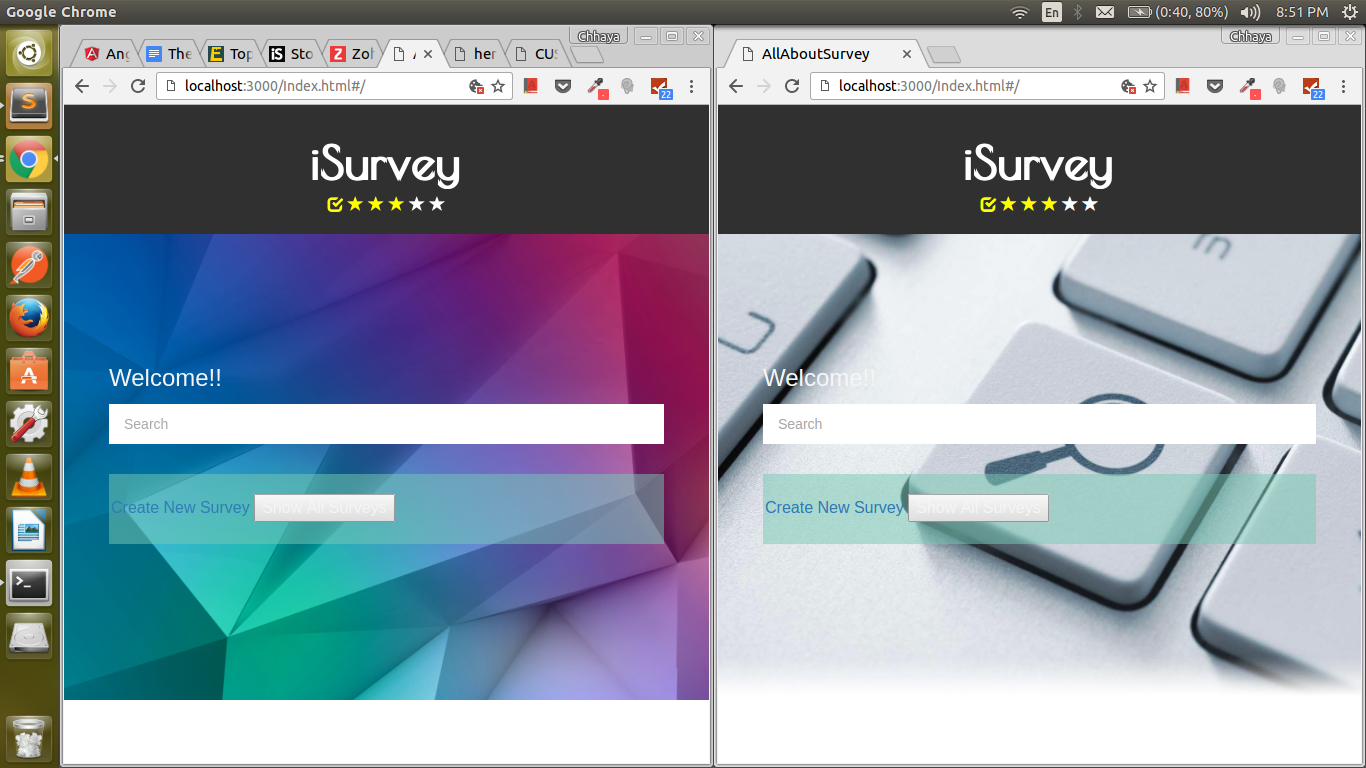 Google Chrome
En
(0:40, 80%)
8:51 PM
Chhaya
Ang
The
Top
Sto
Zoh
her
CUS
localhost:3000/Index.html#/
22
iSurvey
Welcome!!
Search
Create New Survey Show All Surveys
Chhaya
AllAboutSurvey
localhost:3000/Index.html#/
22
iSurvey
in
Welcome!!
Search
Create New Survey Show All Surveys